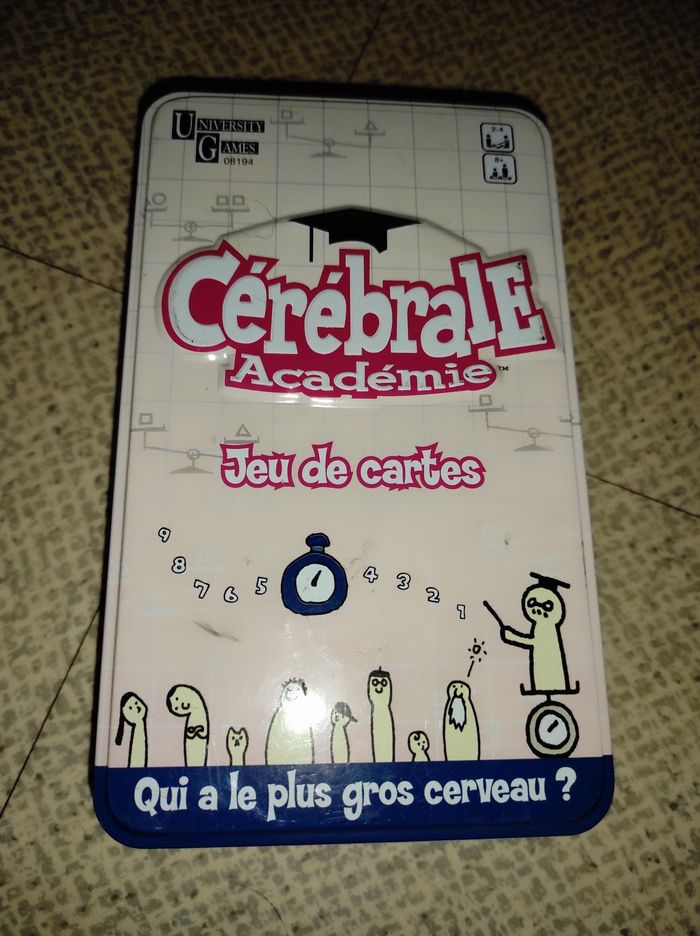 UNIVERSITY
GAMES
08194
2-4
8+
CérébralE
Académie™
Jeu de cartes
9 8 7 6 5 4 3 2 1
Qui a le plus gros cerveau ?